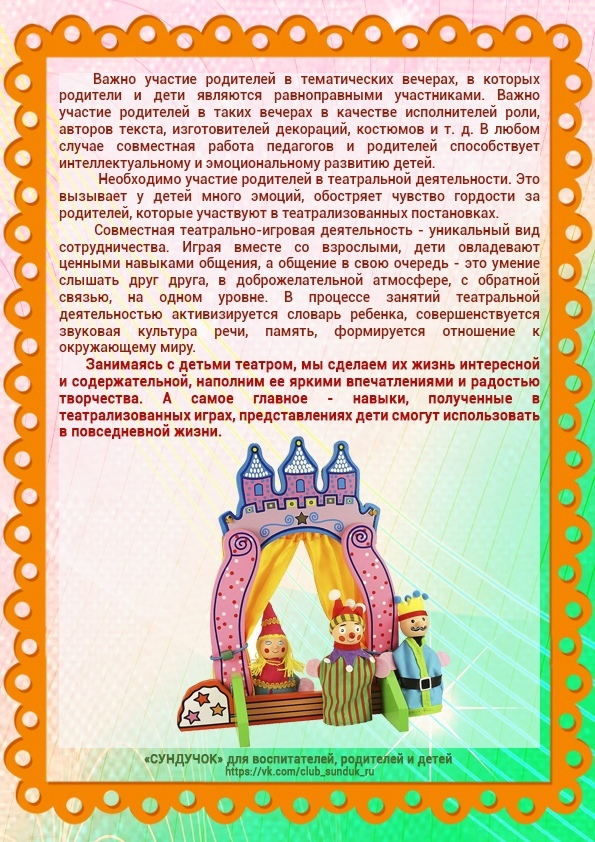 Важно участие родителей в тематических вечерах, в которых
родители и дети являются равноправными участниками. Важно
участие родителей в таких вечерах в качестве исполнителей роли,
авторов текста, изготовителей декораций, костюмов и т. д. В любом
случае совместная работа педагогов и родителей способствует
интеллектуальному и эмоциональному развитию детей.
Необходимо участие родителей в театральной деятельности. Это
вызывает у детей много эмоций, обостряет чувство гордости за
родителей, которые участвуют в театрализованных постановках.
Совместная театрально-игровая деятельность - уникальный вид
сотрудничества. Играя вместе со взрослыми, дети овладевают
ценными навыками общения, а общение в свою очередь - это умение
слышать друг друга, в доброжелательной атмосфере, с обратной
связью, на одном уровне. В процессе занятий театральной
деятельностью активизируется словарь ребенка, совершенствуется
звуковая культура речи, память, формируется отношение к
окружающему миру.
Занимаясь с детьми театром, мы сделаем их жизнь интересной
и содержательной, наполним ее яркими впечатлениями и радостью
творчества. А самое главное - навыки, полученные в
театрализованных играх, представлениях дети смогут использовать
в повседневной жизни.
«СУНДУЧОК» для воспитателей, родителей и детей
https://vk.com/club_sunduk_ru